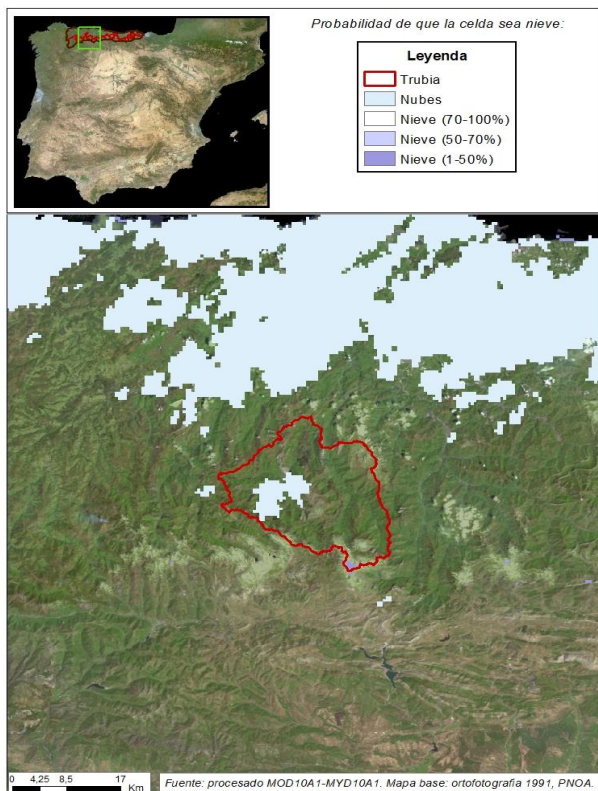 Probabilidad de que la celda sea nieve:
Leyenda
Trubia
Nubes
Nieve (70-100%)
Nieve (50-70%)
Nieve (1-50%)
0 4,25 8,5 17
Km
Fuente: procesado MOD10A1-MYD10A1. Mapa base: ortofotografia 1991, PNOA.